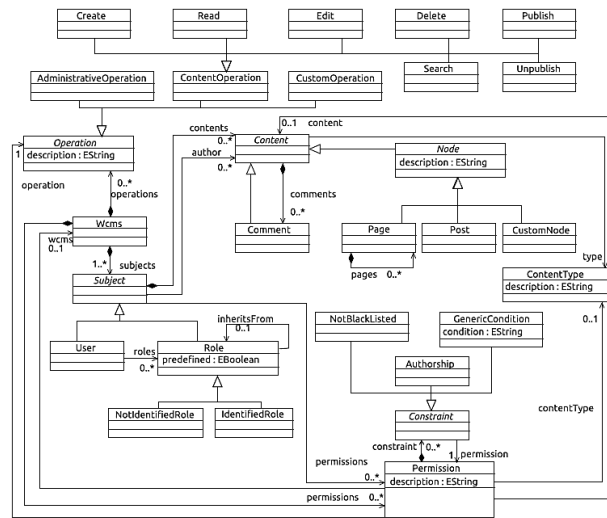 Create
Read
Edit
Delete
Publish
Search
Unpublish
AdministrativeOperation
ContentOperation
CustomOperation
Operation
description : EString
1
operation
contents
0..*
author
0..*
Content
0..1 content
Node
description : EString
0..*
operations
comments
0..*
Wcms
wcms
0..1
Comment
Page
Post
CustomNode
1..* subjects
pages 0..*
type
Subject
ContentType
description : EString
0..1
NotBlackListed
GenericCondition
condition : EString
inheritsFrom
0..1
User
roles
0..*
Role
predefined : EBoolean
Authorship
NotIdentifiedRole
IdentifiedRole
Constraint
contentType
constraint 0..*
1 permission
permissions
0..*
Permission
description : EString
permissions 0..*